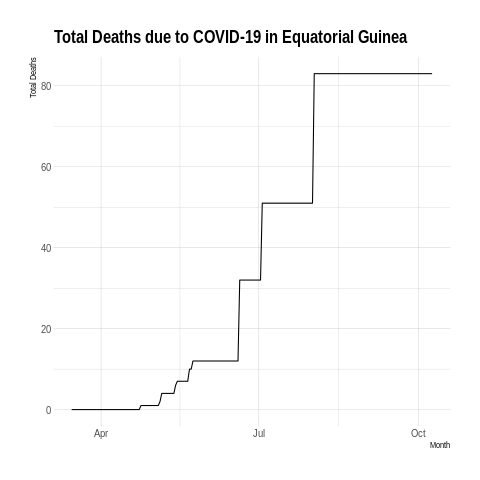 Total Deaths due to COVID-19 in Equatorial Guinea
Total Deaths
80
60
40
20
0
Apr
Jul
Oct
Month